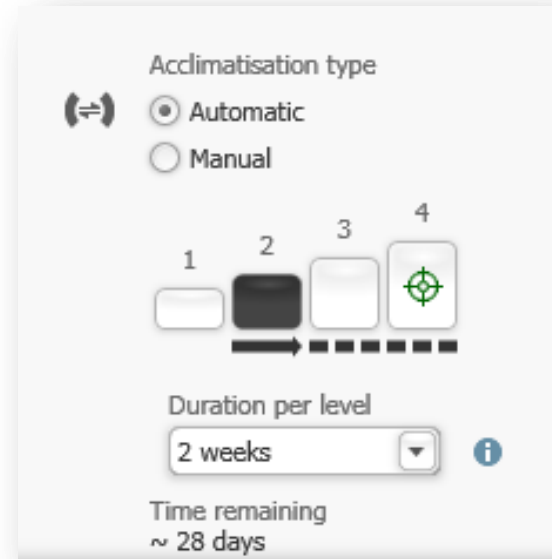 Acclimatisation type
Automatic
Manual
1 2 3 4
Duration per level
2 weeks
i
Time remaining
~ 28 days